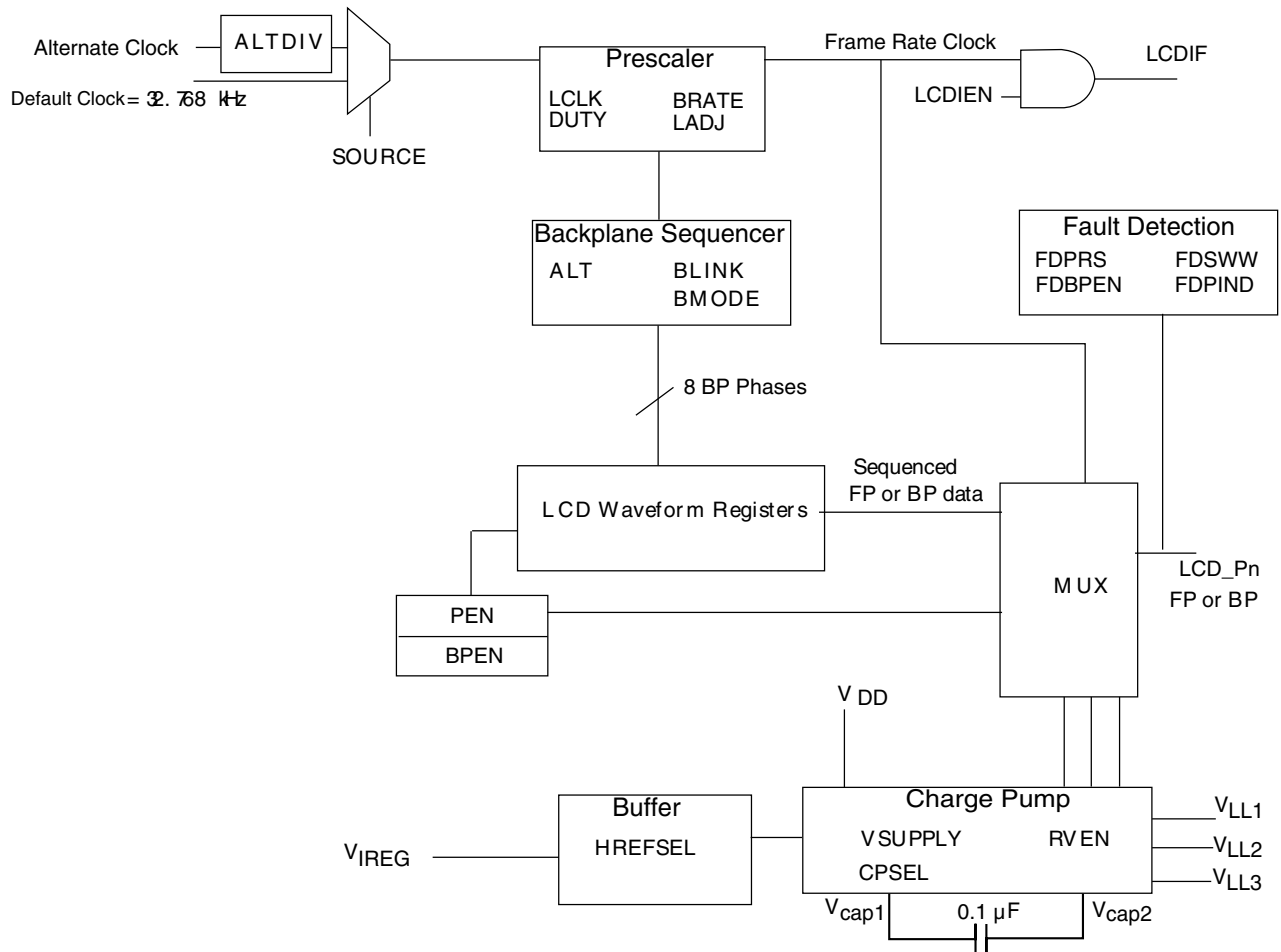 Alternate Clock
ALTDIV
Default Clock = 32.768 kHz
SOURCE
Prescaler
LCLK BRATE
DUTY LADJ
Frame Rate Clock
LCDIEN
LCDIF
Backplane Sequencer
ALT BLINK
BMODE
Fault Detection
FDPRS FDSWW
FDBPEN FDPIND
8 BP Phases
LCD Waveform Registers
Sequenced
FP or BP data
MUX
LCD_Pn
FP or BP
PEN
BPEN
VDD
Buffer
HREFSEL
VIREG
Charge Pump
VSUPPLY RVEN
CPSEL
VLL1
VLL2
VLL3
Vcap1 0.1 µF Vcap2